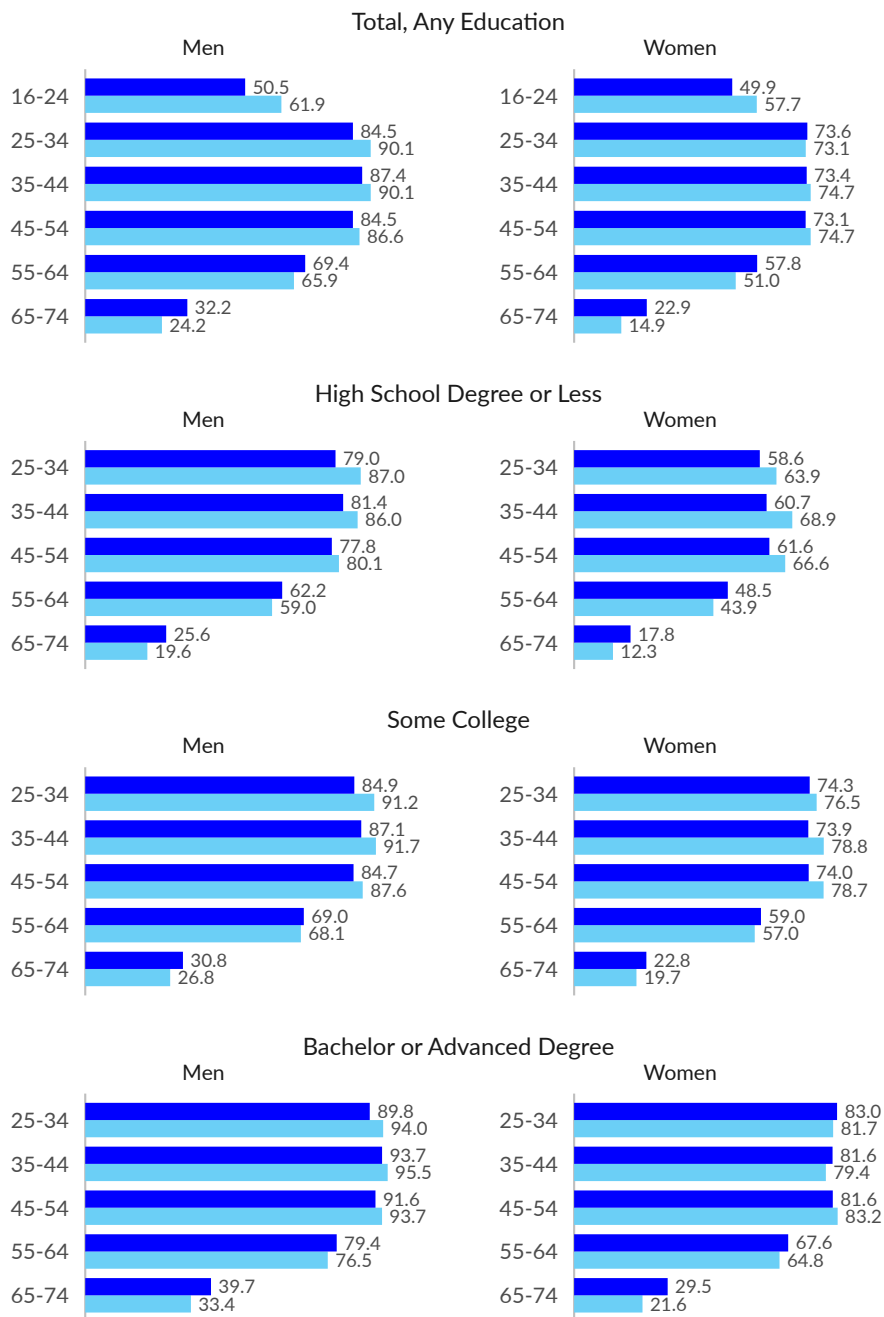 Total, Any Education
Men
Women
16-24 50.5 61.9
16-24 49.9 57.7
25-34 84.5 90.1
25-34 73.6 73.1
35-44 87.4 90.1
35-44 73.4 74.7
45-54 84.5 86.6
45-54 73.1 74.7
55-64 69.4 65.9
55-64 57.8 51.0
65-74 32.2 24.2
65-74 22.9 14.9
High School Degree or Less
Men
Women
25-34 79.0 87.0
25-34 58.6 63.9
35-44 81.4 86.0
35-44 60.7 68.9
45-54 77.8 80.1
45-54 61.6 66.6
55-64 62.2 59.0
55-64 48.5 43.9
65-74 25.6 19.6
65-74 17.8 12.3
Some College
Men
Women
25-34 84.9 91.2
25-34 74.3 76.5
35-44 87.1 91.7
35-44 73.9 78.8
45-54 84.7 87.6
45-54 74.0 78.7
55-64 69.0 68.1
55-64 59.0 57.0
65-74 30.8 26.8
65-74 22.8 19.7
Bachelor or Advanced Degree
Men
Women
25-34 89.8 94.0
25-34 83.0 81.7
35-44 93.7 95.5
35-44 81.6 79.4
45-54 91.6 93.7
45-54 81.6 83.2
55-64 79.4 76.5
55-64 67.6 64.8
65-74 39.7 33.4
65-74 29.5 21.6